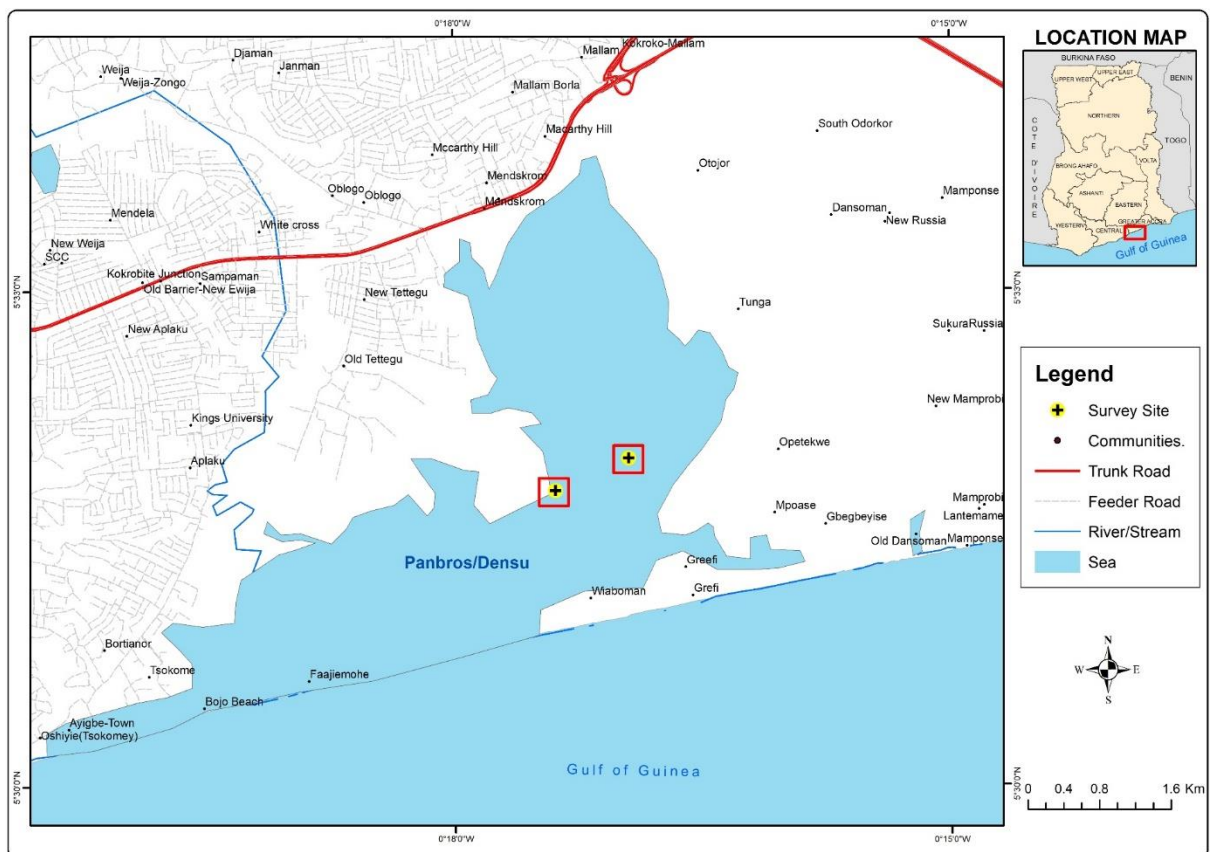 0°18'0"W
0°15'0"W
Kokroko-Mallam
Mallam
Djaman
Janman
Weija
Weija-Zongo
Mallam Borla
Macarthy Hill
Mccarthy Hill
South Odorkor
Otojor
Mendskrom
Oblogo
Oblogo
Mendskrom
Mamponse
Dansoman
New Russia
Mendela
White cross
New Weija
SCC
Kokrobite Junction
Sampaman
Old Barrier-New Ewija
New Tettegu
Tunga
5°33'0"N
5°33'0"N
New Aplaku
SukuraRussia
Old Tettegu
New Mamprobi
Kings University
Opetekwe
Aplaku
Mpoase
Gbegbeyise
Mamprobi
Lantemame
Old Dansoman
Mamponse
Panbros/Densu
Greefi
Wiaboman
Grefi
Bortianor
Tsokome
Faajiemohe
Bojo Beach
Ayigbe-Town
Oshiyie(Tsokomey)
Gulf of Guinea
5°30'0"N
5°30'0"N
0°18'0"W
0°15'0"W
LOCATION MAP
BURKINA FASO
UPPER WEST
UPPER EAST
BENIN
NORTHERN
COTE D'IVOIRE
TOGO
BRONG AHAFO
VOLTA
ASHANTI
EASTERN
GREATER ACCRA
WESTERN
CENTRAL
Gulf of Guinea
Legend
Survey Site
Communities.
Trunk Road
Feeder Road
River/Stream
Sea
N
W
E
S
0 0.4 0.8 1.6 Km